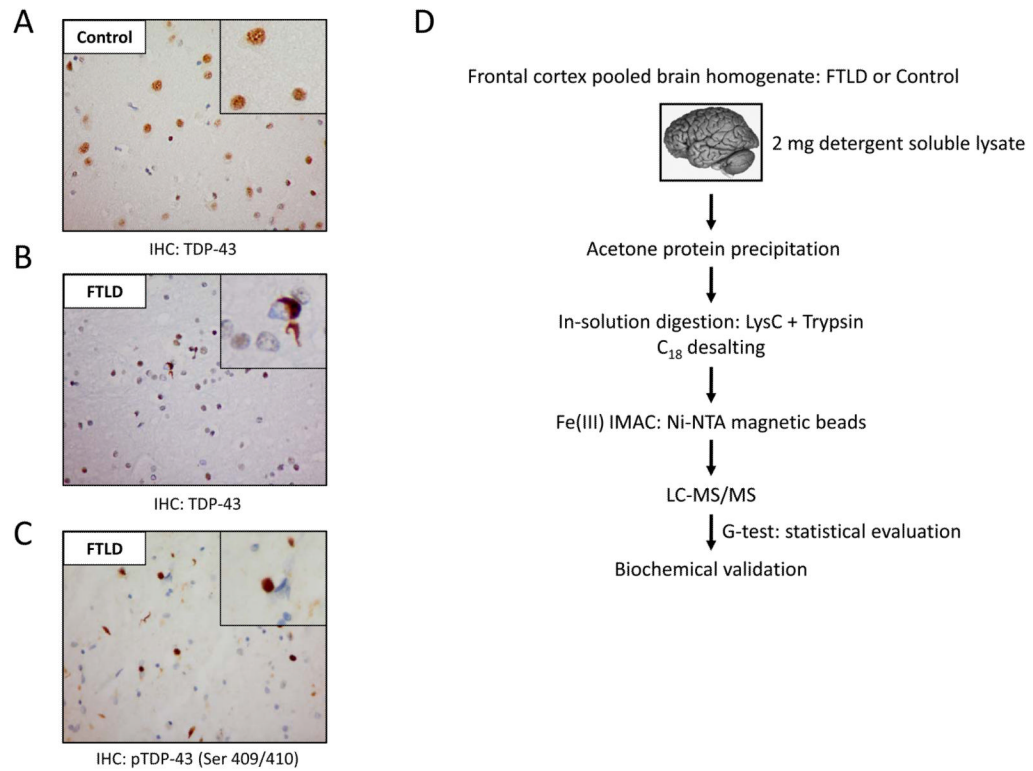 A
Control
IHC: TDP-43
B
FTLD
IHC: TDP-43
C
FTLD
IHC: pTDP-43 (Ser 409/410)
D
Frontal cortex pooled brain homogenate: FTLD or Control
2 mg detergent soluble lysate
Acetone protein precipitation
In-solution digestion: LysC + Trypsin
C₁₈ desalting
Fe(III) IMAC: Ni-NTA magnetic beads
LC-MS/MS
G-test: statistical evaluation
Biochemical validation